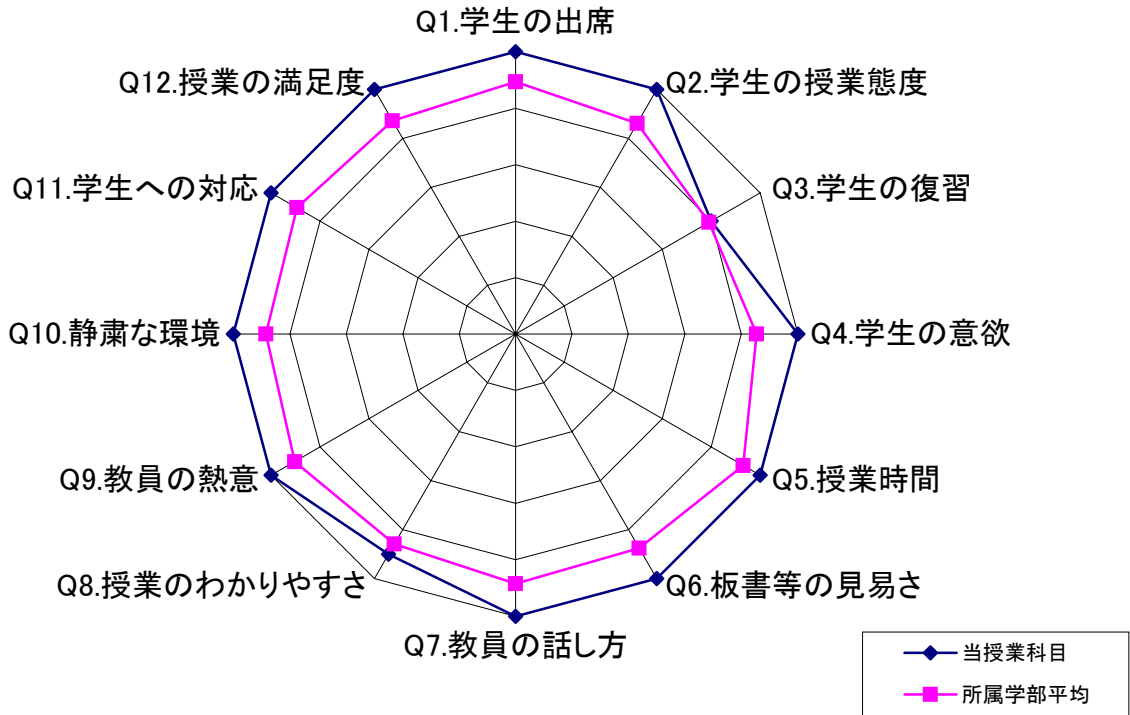 Q1.学生の出席
Q2.学生の授業態度
Q3.学生の復習
Q4.学生の意欲
Q5.授業時間
Q6.板書等の見易さ
Q7.教員の話し方
Q8.授業のわかりやすさ
Q9.教員の熱意
Q10.静粛な環境
Q11.学生への対応
Q12.授業の満足度
当授業科目
所属学部平均